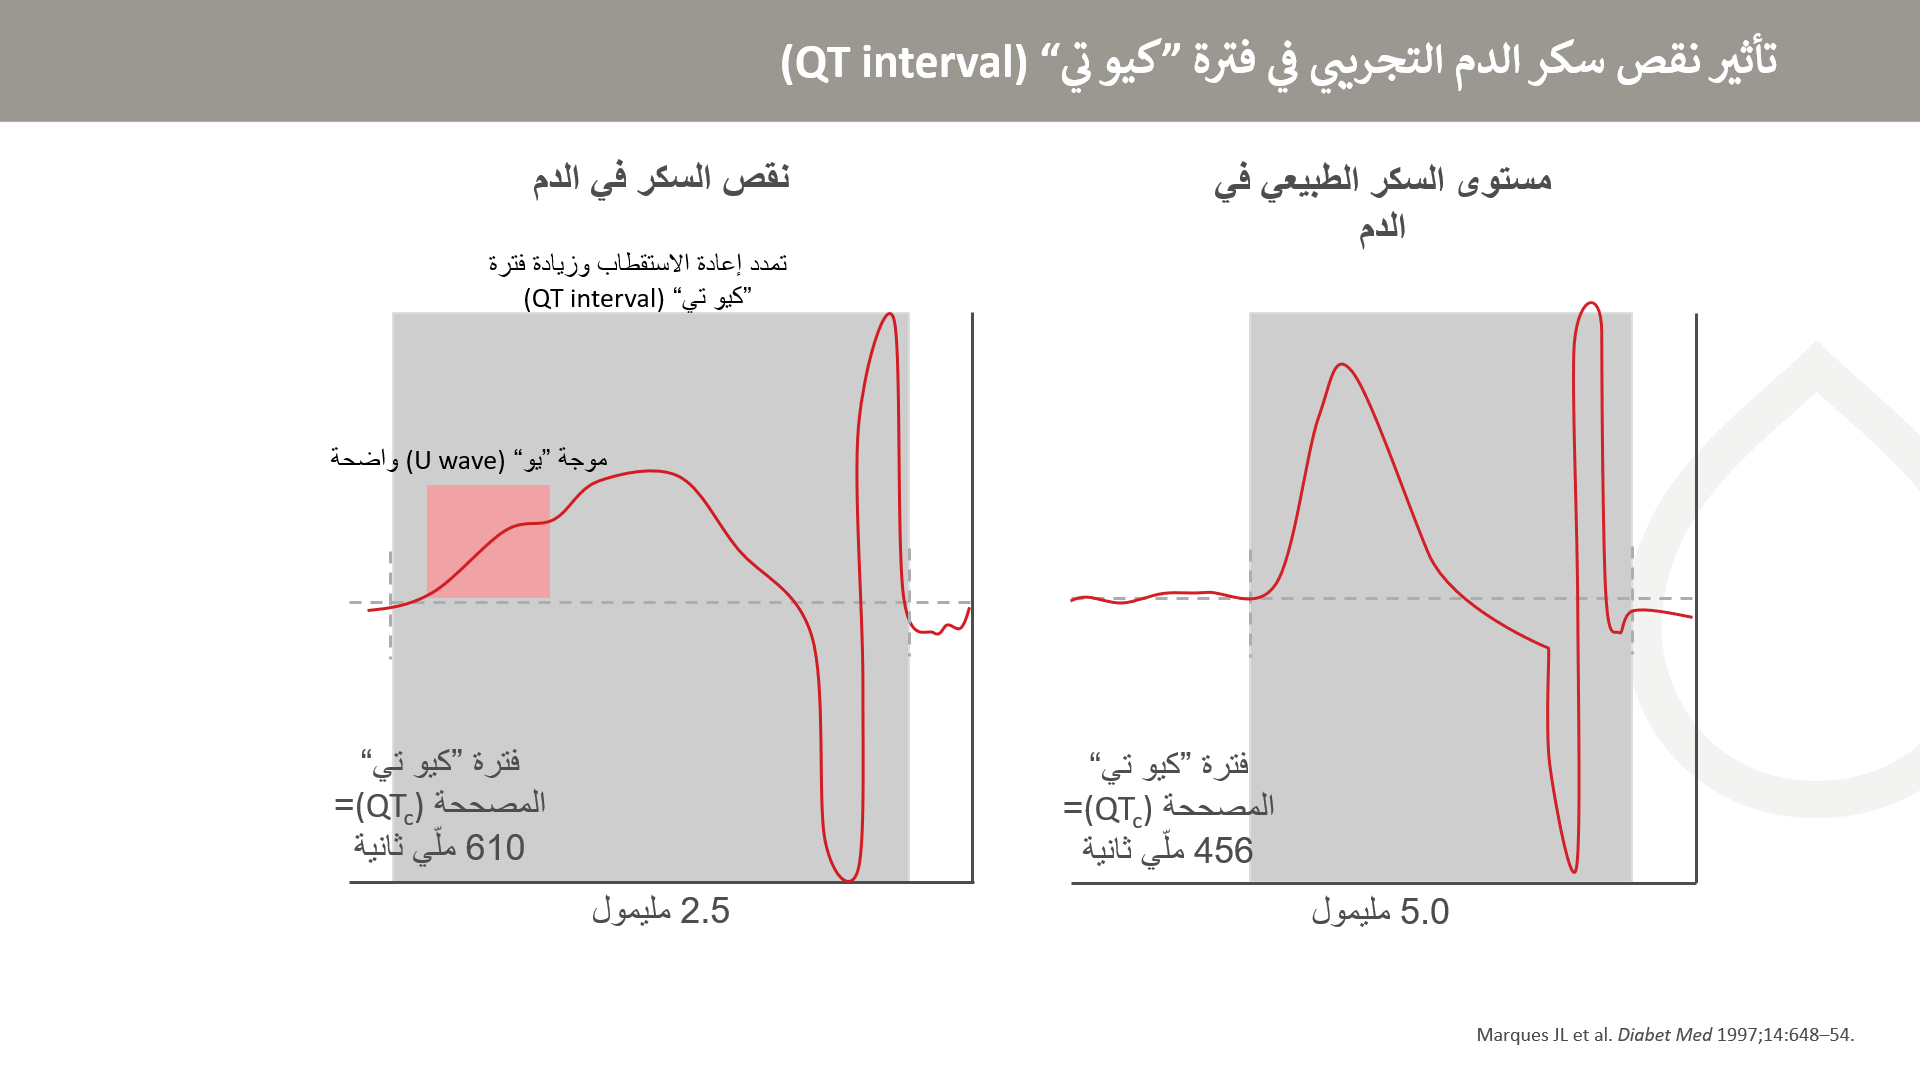 تأثير نقص سكر الدم التجريبي في فترة ”كيو تي“ (QT interval)
مستوى السكر الطبيعي في
الدم
فترة ”كيو تي“
المصححة (QTc)=
456 ملّي ثانية
5.0 مليمول
نقص السكر في الدم
تمدد إعادة الاستقطاب وزيادة فترة
”كيو تي“ (QT interval)
موجة ”يو“ (U wave) واضحة
فترة ”كيو تي“
المصححة (QTc)=
610 ملّي ثانية
2.5 مليمول
Marques JL et al. Diabet Med 1997;14:648–54.